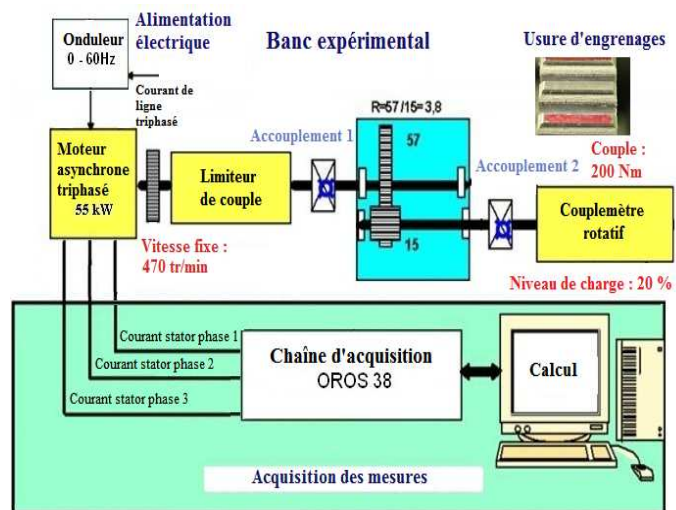 Alimentation
électrique
Banc expérimental
Usure d'engrenages
Onduleur
0 - 60Hz
Courant de
ligne
triphasé
R=57 /15= 3,8
Accouplement 1
57
Couple :
200 Nm
Accouplement 2
Moteur
asynchrone
triphasé
55 kW
Limiteur
de couple
Couplemètre
rotatif
15
Vitesse fixe :
470 tr/min
Niveau de charge : 20 %
Courant stator phase 1
Courant stator phase 2
Courant stator phase 3
Chaîne d'acquisition
OROS 38
Calcul
Acquisition des mesures